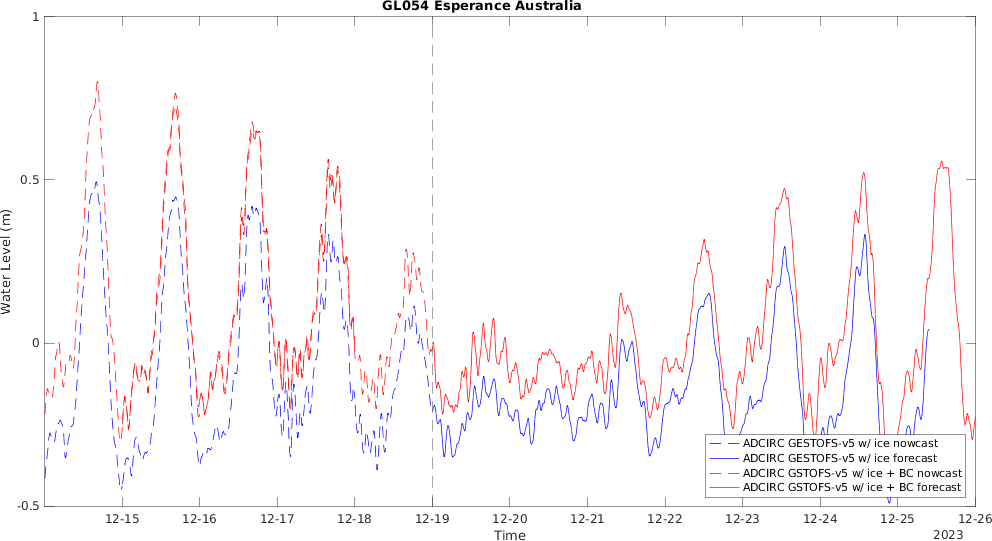 GL054 Esperance Australia
1
0.5
0
-0.5
Water Level (m)
12-15 12-16 12-17 12-18 12-19 12-20 12-21 12-22 12-23 12-24 12-25 12-26
Time
2023
ADCIRC GESTOFS-v5 w/ ice nowcast
ADCIRC GESTOFS-v5 w/ ice forecast
ADCIRC GSTOFS-v5 w/ ice + BC nowcast
ADCIRC GSTOFS-v5 w/ ice + BC forecast